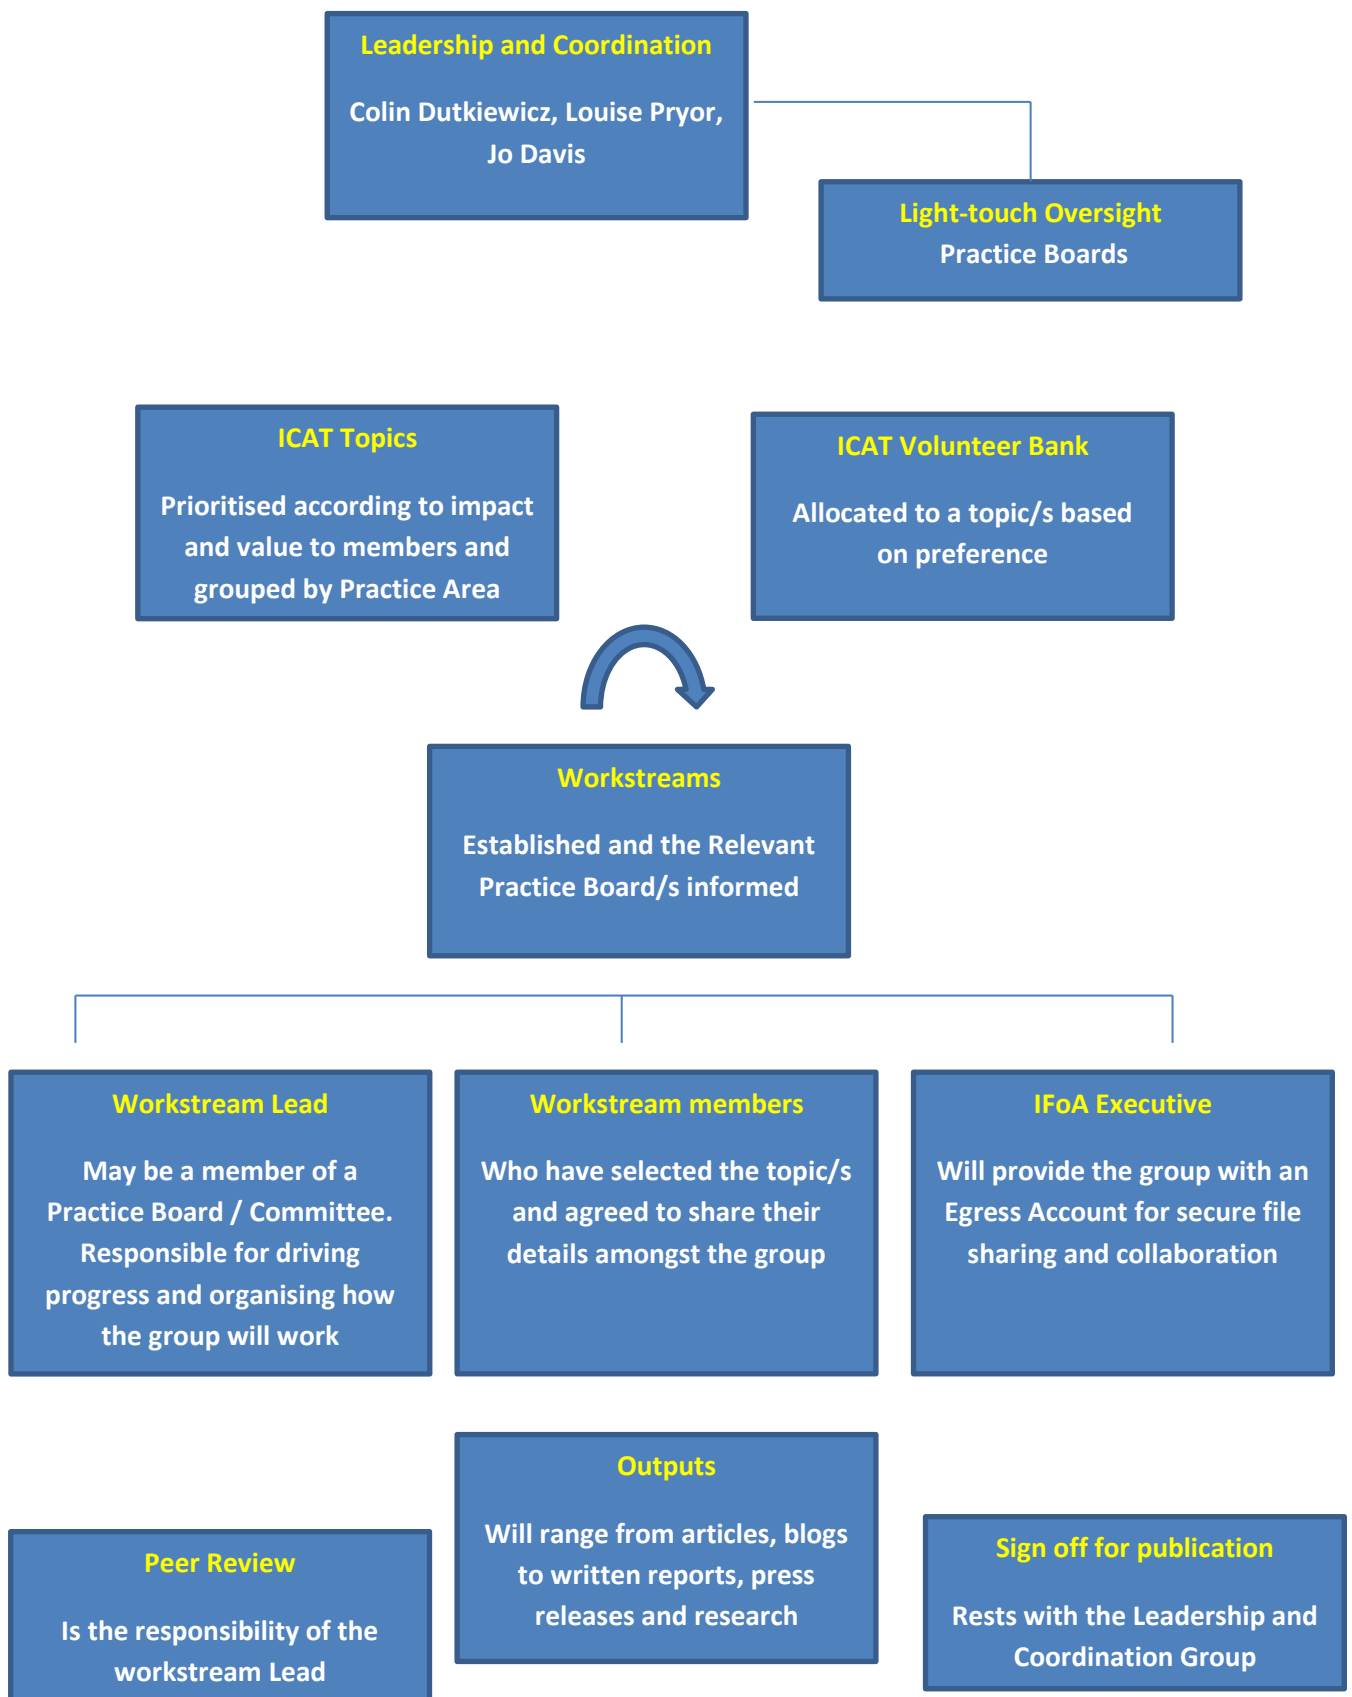 Leadership and Coordination
Colin Dutkiewicz, Louise Pryor,
Jo Davis
Light-touch Oversight
Practice Boards
ICAT Topics
Prioritised according to impact
and value to members and
grouped by Practice Area
ICAT Volunteer Bank
Allocated to a topic/s based
on preference
Workstreams
Established and the Relevant
Practice Board/s informed
Workstream Lead
May be a member of a
Practice Board / Committee.
Responsible for driving
progress and organising how
the group will work
Workstream members
Who have selected the topic/s
and agreed to share their
details amongst the group
IFoA Executive
Will provide the group with an
Egress Account for secure file
sharing and collaboration
Outputs
Will range from articles, blogs
to written reports, press
releases and research
Peer Review
Is the responsibility of the
workstream Lead
Sign off for publication
Rests with the Leadership and
Coordination Group